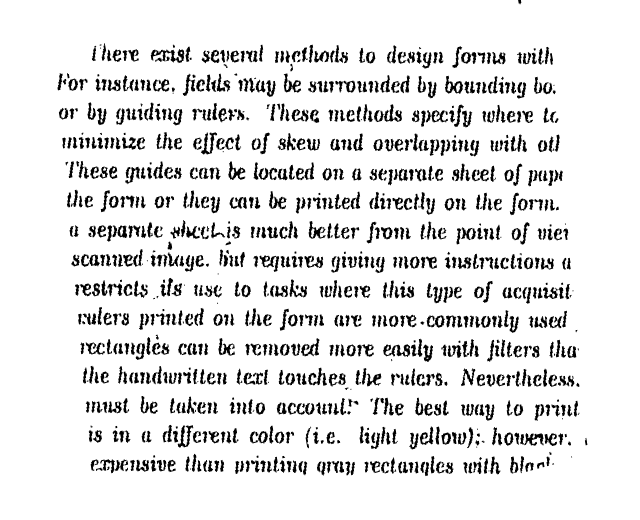 There exist several methods to design forms with
For instance, fields may be surrounded by bounding bo
or by guiding rulers. These methods specify where to
minimize the effect of skew and overlapping with ot
These guides can be located on a separate sheet of pape
the form or they can be printed directly on the form.
a separate sheet is much better from the point of vie
scanned image, but requires giving more instructions a
restricts its use to tasks where this type of acquisit
rulers printed on the form are more commonly used
rectangles can be removed more easily with filters tha
the handwritten text touches the rulers. Nevertheless,
must be taken into account: The best way to print
is in a different color (i.e. light yellow); however,
expensive than printing gray rectangles with black